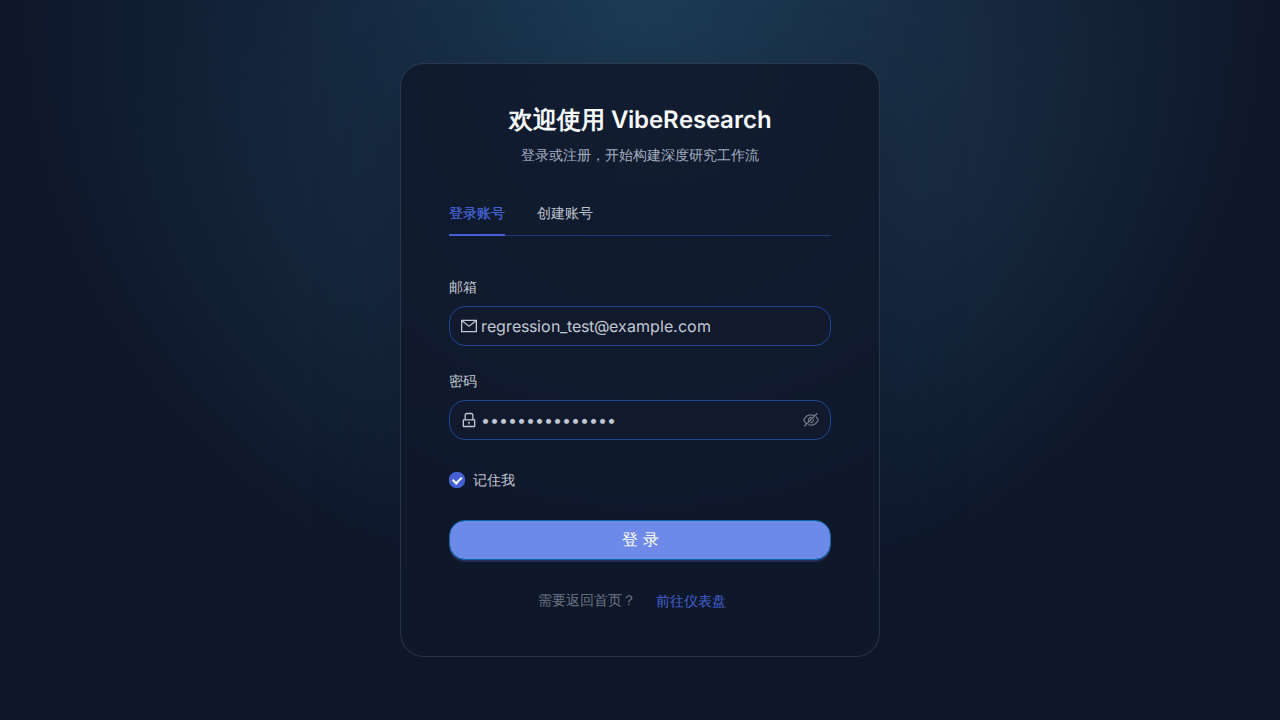 欢迎使用 VibeResearch
登录或注册，开始构建深度研究工作流
登录账号 创建账号
邮箱
regression_test@example.com
密码
•••••••••••••••
记住我
登 录
需要返回首页？ 前往仪表盘